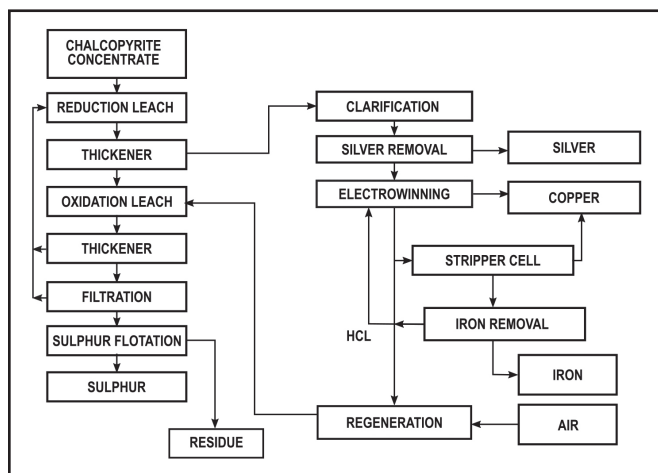 CHALCOPYRITE
CONCENTRATE
REDUCTION LEACH
THICKENER
OXIDATION LEACH
THICKENER
FILTRATION
SULPHUR FLOTATION
SULPHUR
RESIDUE
CLARIFICATION
SILVER REMOVAL
SILVER
ELECTROWINNING
COPPER
STRIPPER CELL
IRON REMOVAL
HCL
IRON
REGENERATION
AIR